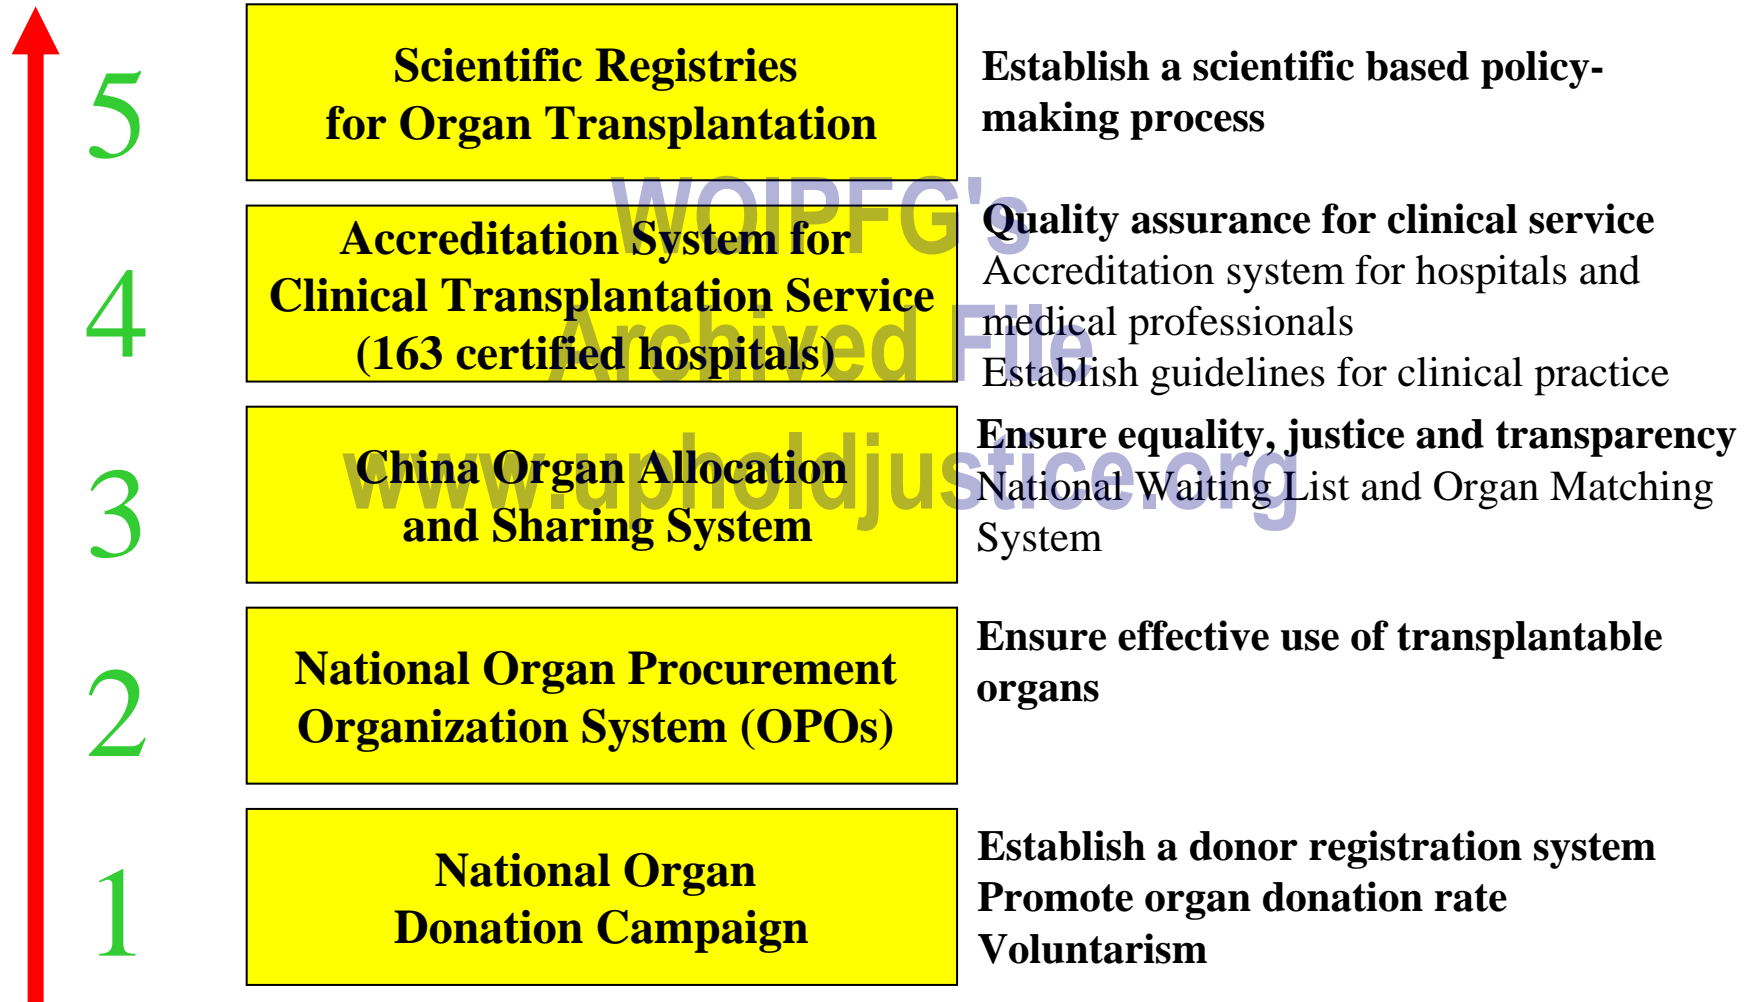 5
Scientific Registries
for Organ Transplantation
Establish a scientific based policy-
making process
4
Accreditation System for
Clinical Transplantation Service
(163 certified hospitals)
Quality assurance for clinical service
Accreditation system for hospitals and
medical professionals
Establish guidelines for clinical practice
3
China Organ Allocation
and Sharing System
Ensure equality, justice and transparency
National Waiting List and Organ Matching
System
2
National Organ Procurement
Organization System (OPOs)
Ensure effective use of transplantable
organs
1
National Organ
Donation Campaign
Establish a donor registration system
Promote organ donation rate
Voluntarism
WOIPFG's
Archived File
www.upholdjustice.org